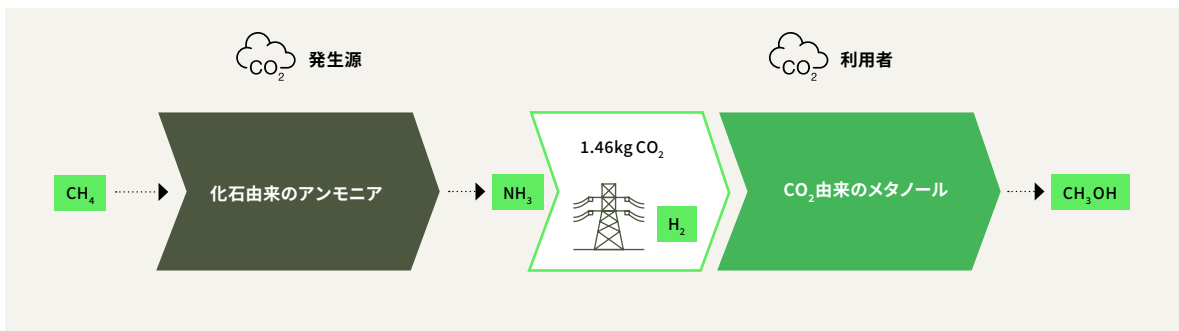 CO₂ 発生源
CO₂ 利用者
CH₄
化石由来のアンモニア
NH₃
1.46kg CO₂
H₂
CO₂由来のメタノール
CH₃OH